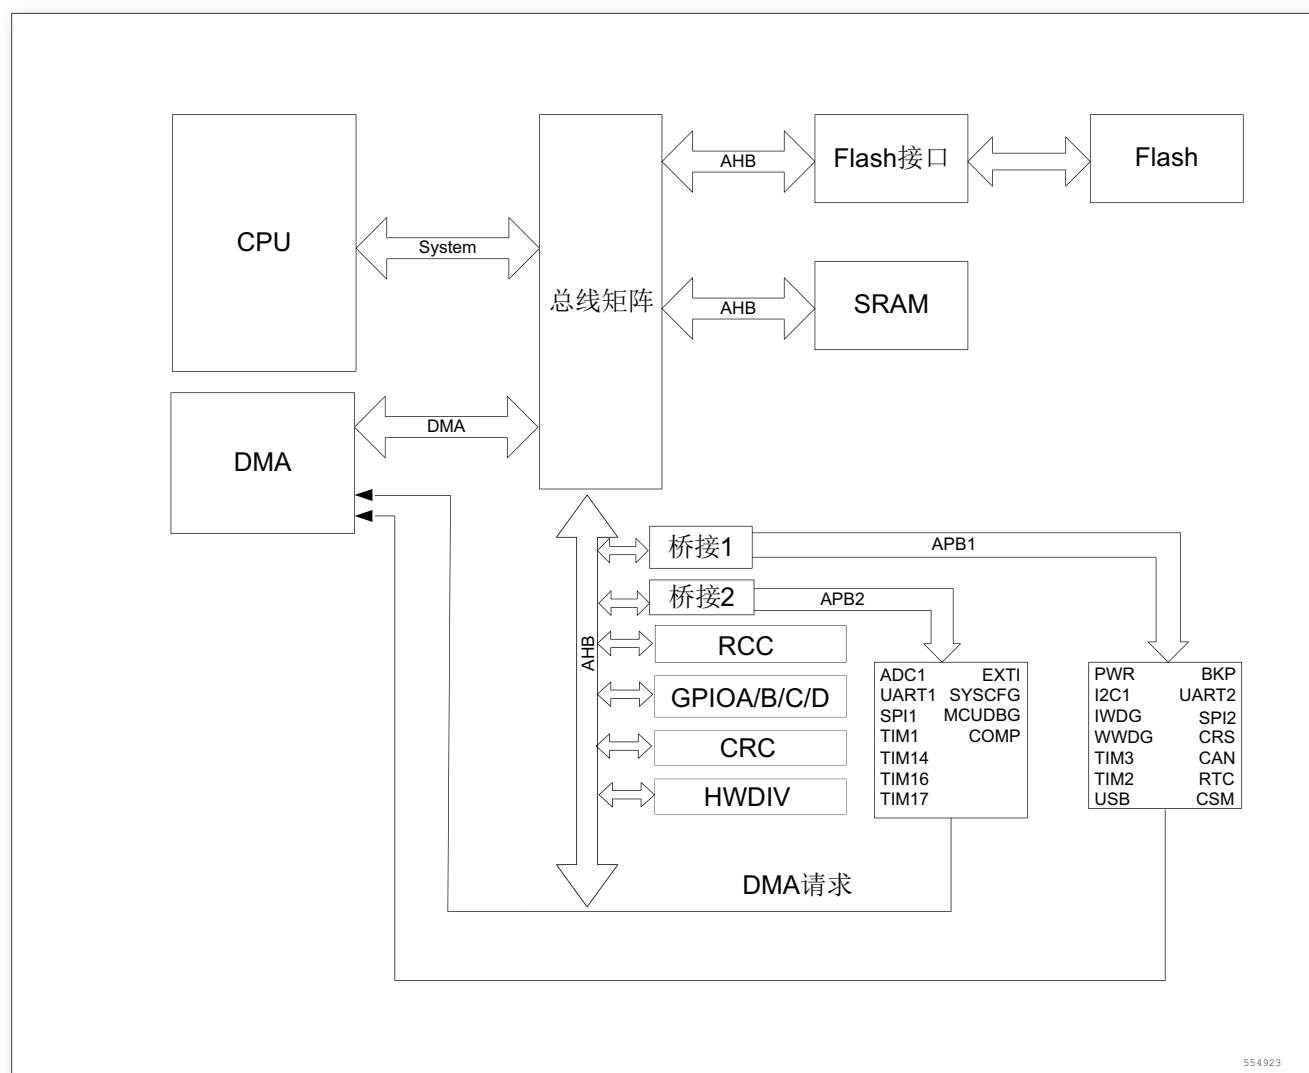 CPU
System
总线矩阵
AHB
Flash接口
Flash
AHB
SRAM
DMA
DMA
AHB
桥接1
APB1
桥接2
APB2
RCC
GPIOA/B/C/D
CRC
HWDIV
ADC1 EXTI
UART1 SYSCFG
SPI1 MCUDBG
TIM1 COMP
TIM14
TIM16
TIM17
PWR BKP
I2C1 UART2
IWDG SPI2
WWDG CRS
TIM3 CAN
TIM2 RTC
USB CSM
DMA请求
554923